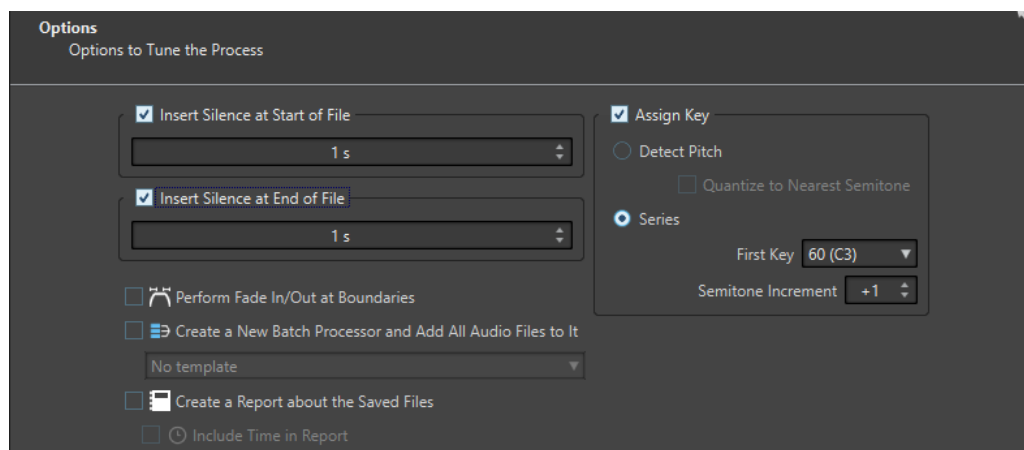 Options
Options to Tune the Process
Insert Silence at Start of File
1 s
Insert Silence at End of File
1 s
Perform Fade In/Out at Boundaries
Create a New Batch Processor and Add All Audio Files to It
No template
Create a Report about the Saved Files
Include Time in Report
Assign Key
Detect Pitch
Quantize to Nearest Semitone
Series
First Key 60 (C3)
Semitone Increment +1